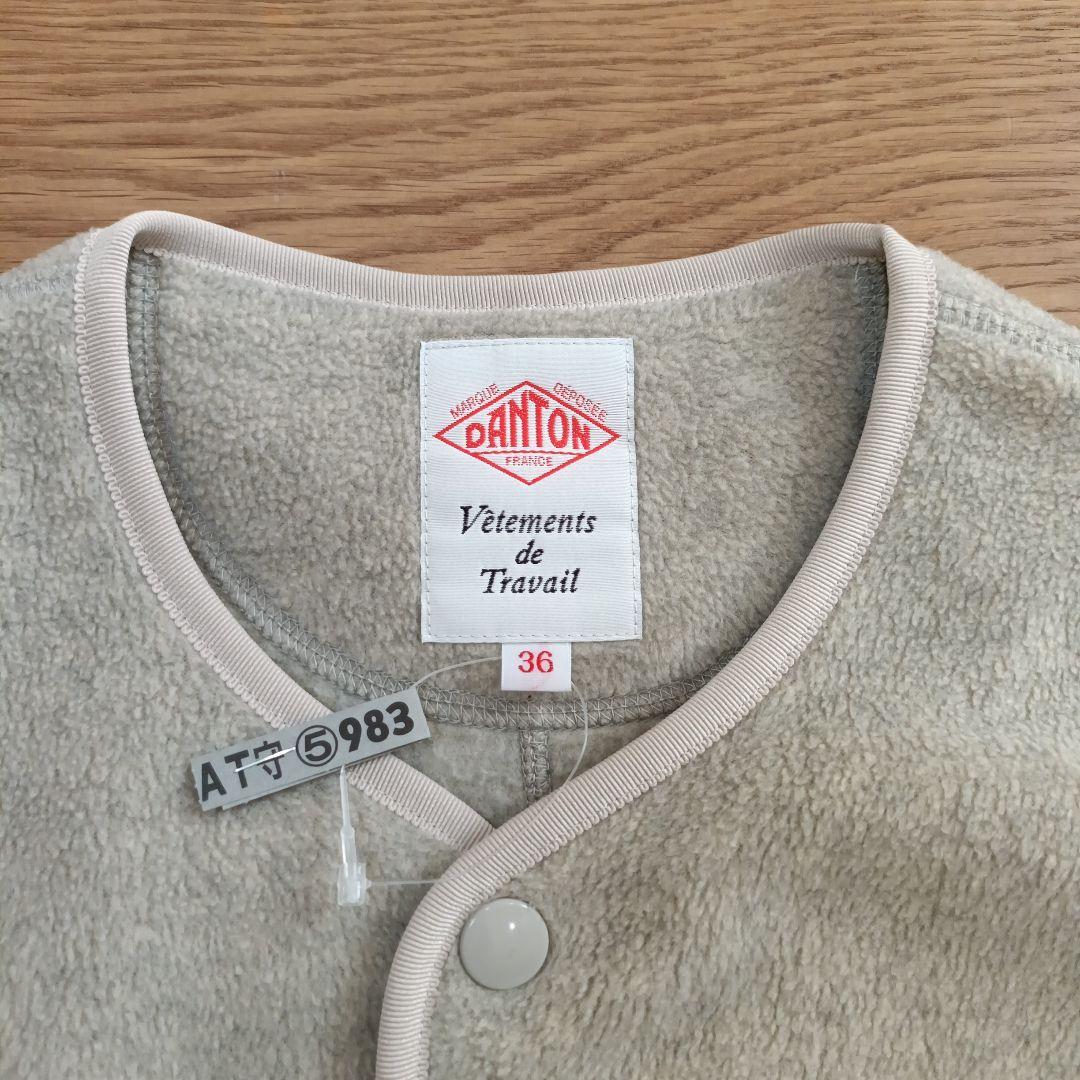 MARQUE DÉPOSÉE
DANTON
FRANCE
Vêtements
de
Travail
36
AT守⑤983